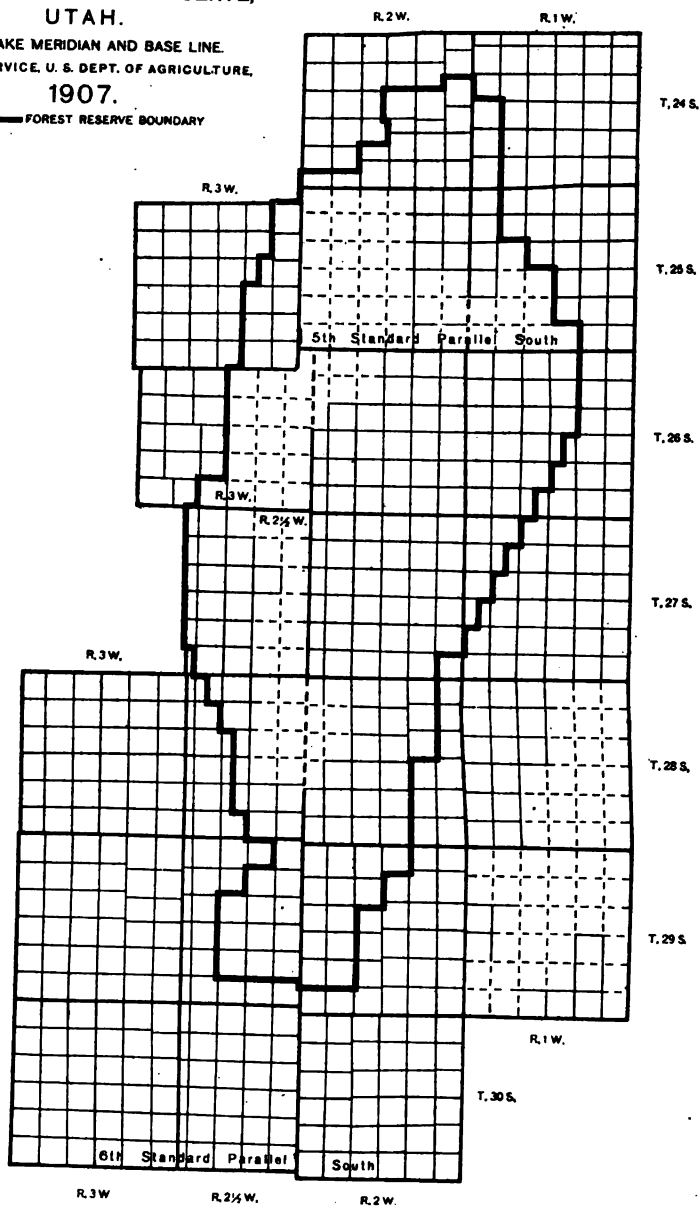 UTAH.
AKE MERIDIAN AND BASE LINE.
RVICE, U. S. DEPT. OF AGRICULTURE,
1907.
FOREST RESERVE BOUNDARY
R. 2 W.
R. 1 W.
T. 24 S.
R. 3 W.
T. 25 S.
5th Standard Parallel South
T. 26 S.
R. 3 W.
R. 2½ W.
T. 27 S.
R. 3 W.
T. 28 S.
T. 29 S.
R. 1 W.
T. 30 S.
6th Standard Parallel South
R. 3 W
R. 2½ W.
R. 2 W.